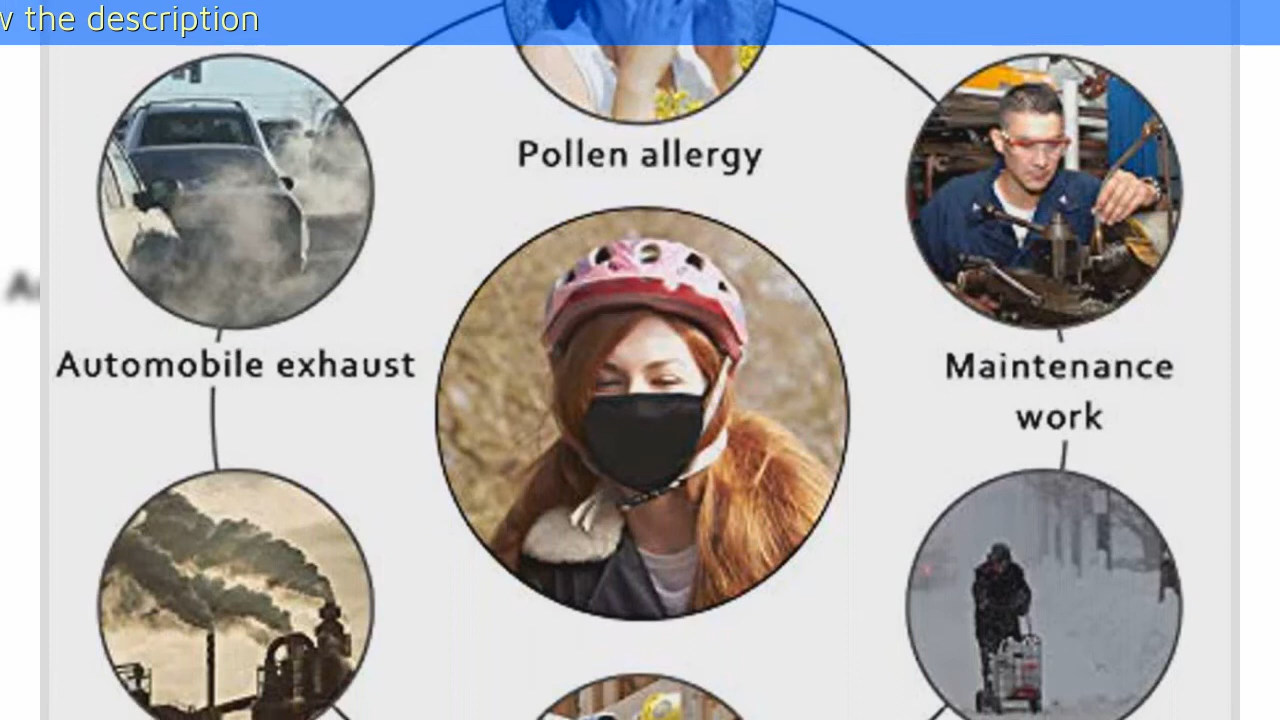 the description
Pollen allergy
Automobile exhaust
Maintenance
work